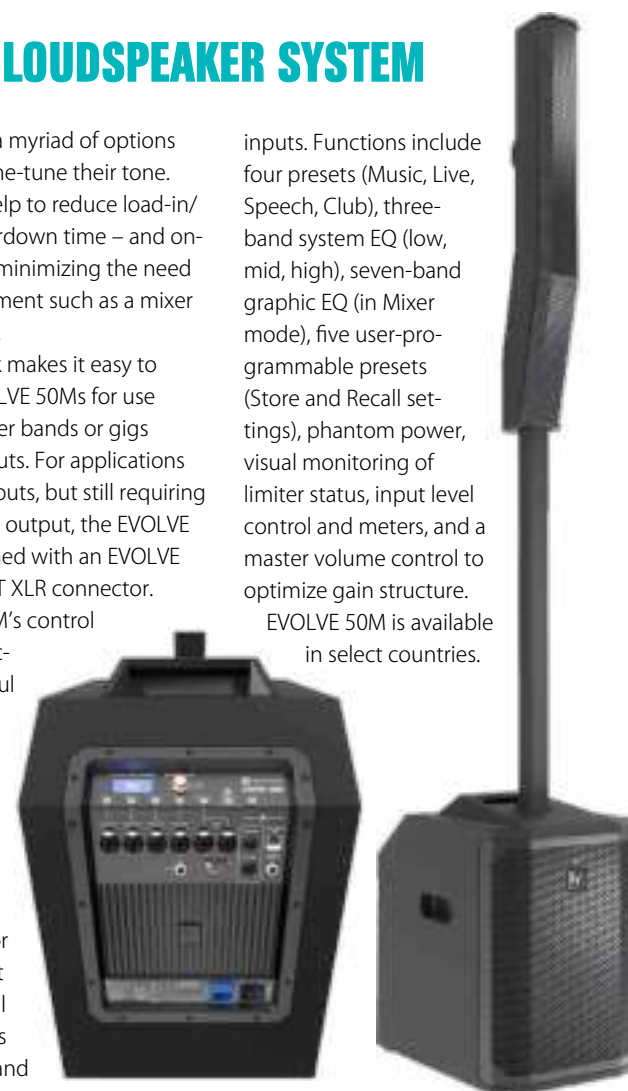 LOUDSPEAKER SYSTEM
a myriad of options
ne-tune their tone.
elp to reduce load-in/
rdown time – and on-
minimizing the need
ment such as a mixer
makes it easy to
LVE 50Ms for use
er bands or gigs
uts. For applications
puts, but still requiring
output, the EVOLVE
ned with an EVOLVE
T XLR connector.
M's control
ul
or
t
l
s
and
inputs. Functions include
four presets (Music, Live,
Speech, Club), three-
band system EQ (low,
mid, high), seven-band
graphic EQ (in Mixer
mode), five user-pro-
grammable presets
(Store and Recall set-
tings), phantom power,
visual monitoring of
limiter status, input level
control and meters, and a
master volume control to
optimize gain structure.
EVOLVE 50M is available
in select countries.